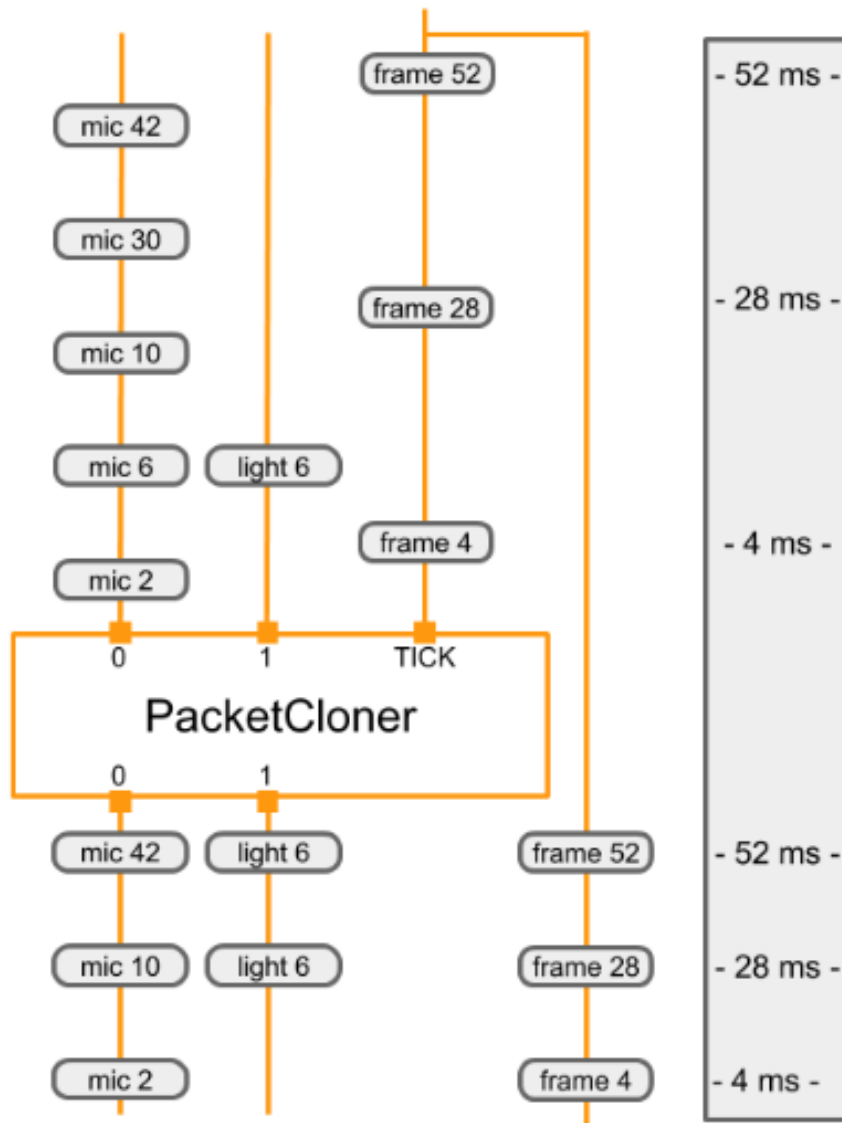 frame 52
- 52 ms -
mic 42
mic 30
frame 28
- 28 ms -
mic 10
mic 6
light 6
frame 4
- 4 ms -
mic 2
0
1
TICK
PacketCloner
0
1
mic 42
light 6
frame 52
- 52 ms -
mic 10
light 6
frame 28
- 28 ms -
mic 2
frame 4
- 4 ms -